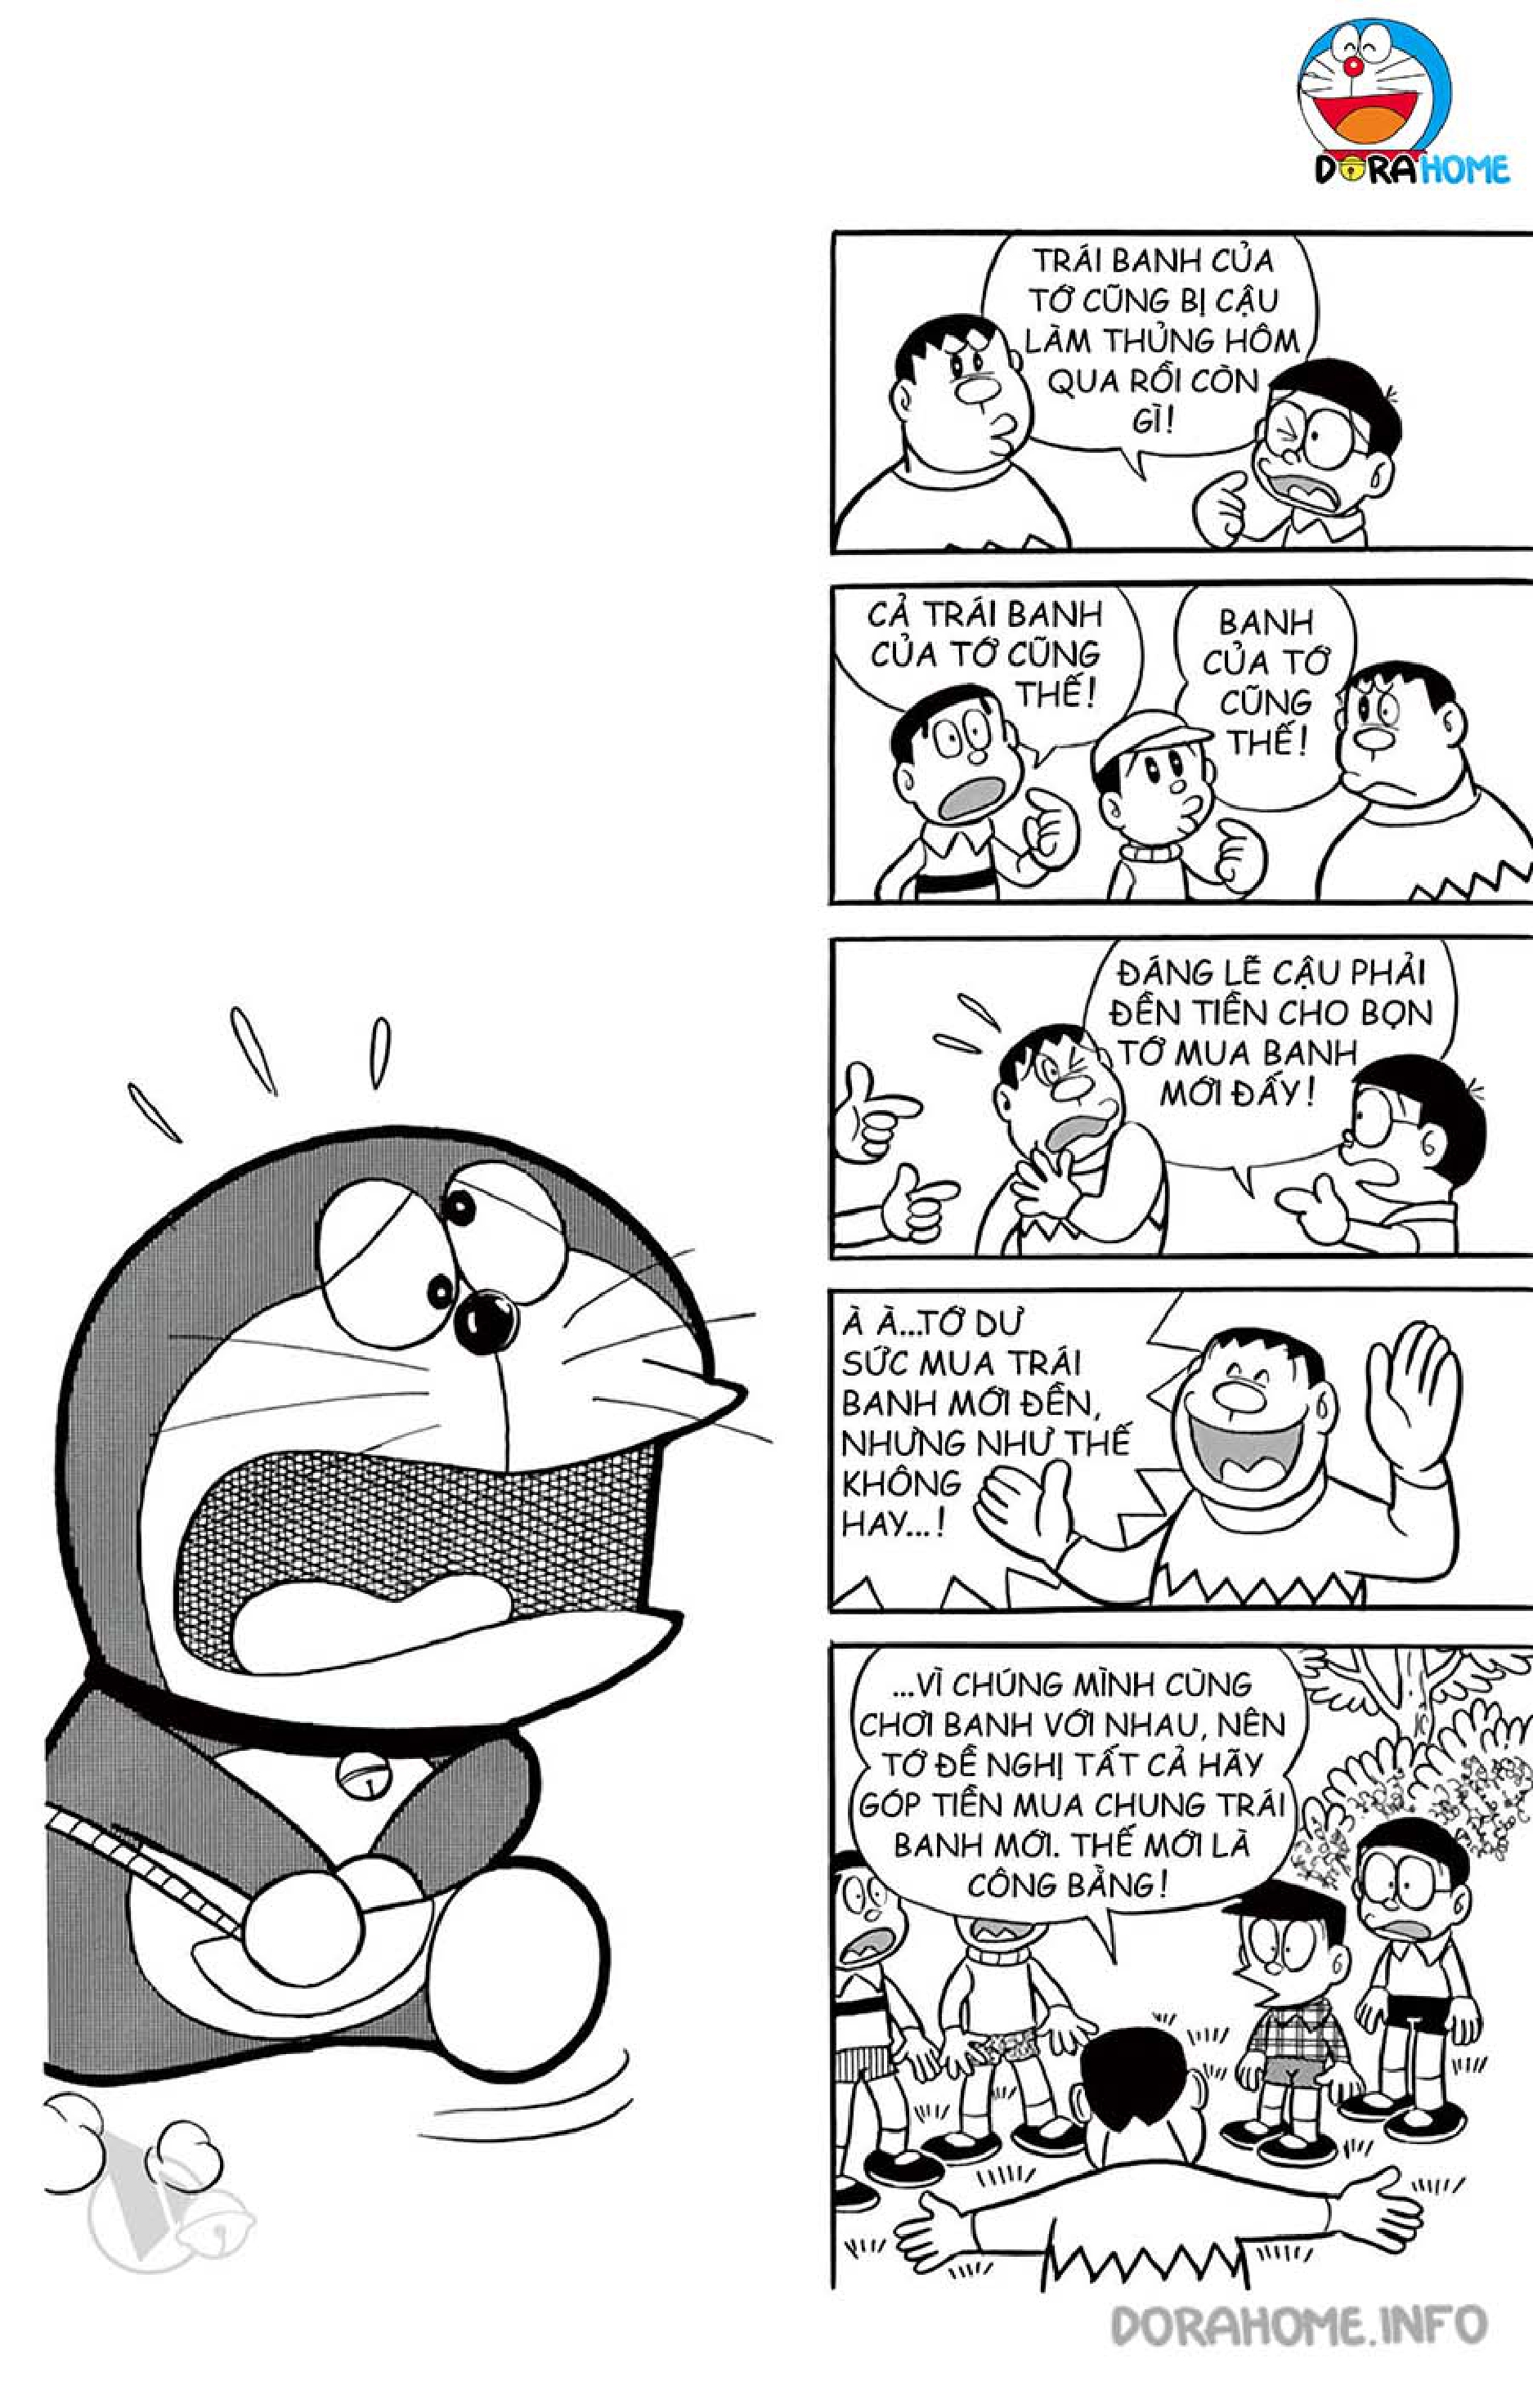 DORAHOME
TRÁI BANH CỦA
TỚ CŨNG BỊ CẬU
LÀM THỦNG HÔM
QUA RỒI CÒN
GÌ!
CẢ TRÁI BANH
CỦA TỚ CŨNG
THẾ!
BANH
CỦA TỚ
CŨNG
THẾ!
ĐÁNG LẼ CẬU PHẢI
ĐỀN TIỀN CHO BỌN
TỚ MUA BANH
MỚI ĐẤY!
À À...TỚ DƯ
SỨC MUA TRÁI
BANH MỚI ĐỀN,
NHƯNG NHƯ THẾ
KHÔNG
HAY...!
...VÌ CHÚNG MÌNH CÙNG
CHƠI BANH VỚI NHAU, NÊN
TỚ ĐỀ NGHỊ TẤT CẢ HÃY
GÓP TIỀN MUA CHUNG TRÁI
BANH MỚI. THẾ MỚI LÀ
CÔNG BẰNG!
DORAHOME.INFO